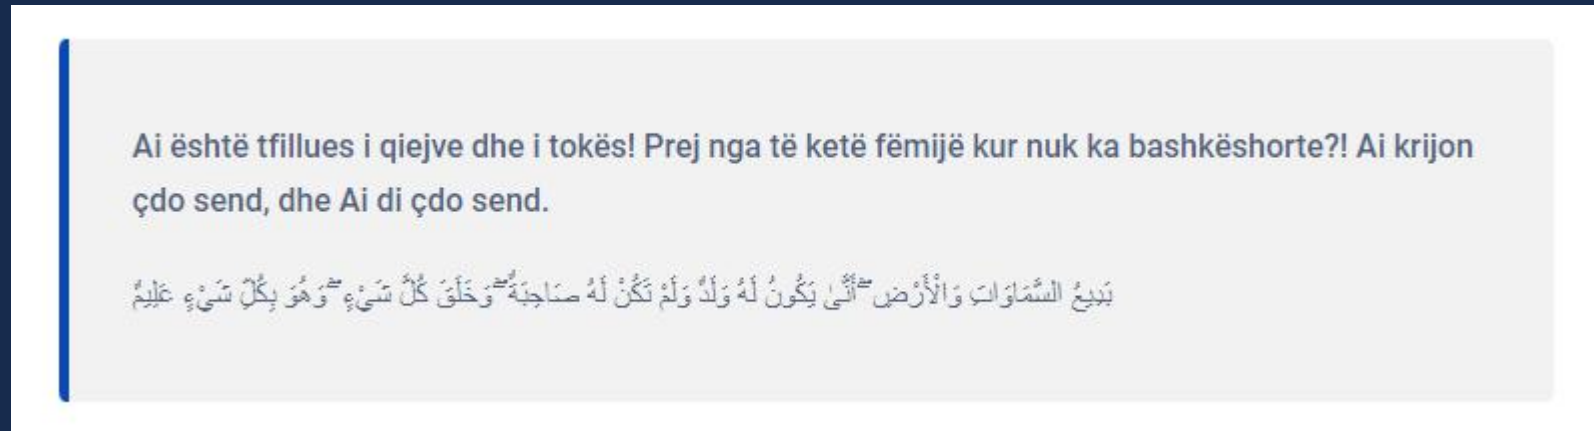 Ai është tfillues i qiejve dhe i tokës! Prej nga të ketë fëmijë kur nuk ka bashkëshorte?! Ai krijon
çdo send, dhe Ai di çdo send.
بَدِيعُ السَّمَاوَاتِ وَالْأَرْضِ ۖ أَنَّىٰ يَكُونُ لَهُ وَلَدٌ وَلَمْ تَكُنْ لَهُ صَاحِبَةٌ ۖ وَخَلَقَ كُلَّ شَيْءٍ ۖ وَهُوَ بِكُلِّ شَيْءٍ عَلِيمٌ